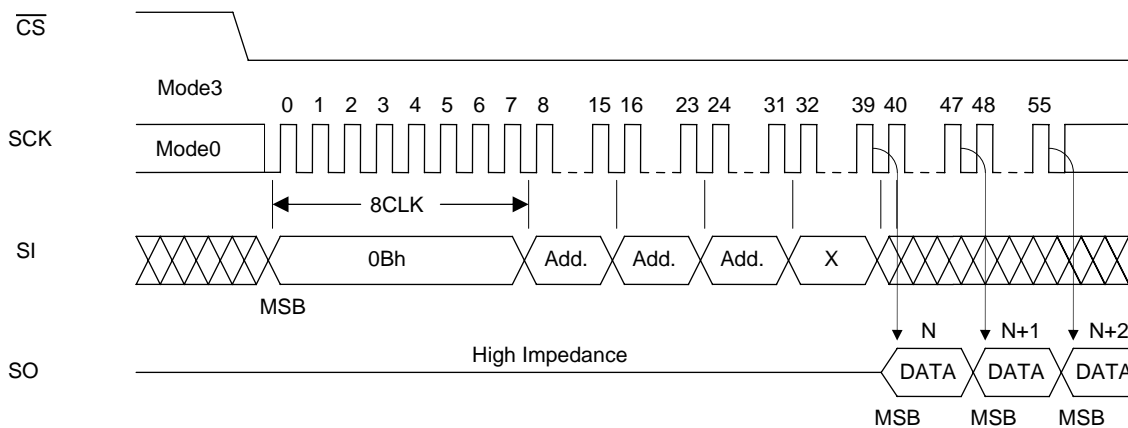 CS
Mode3
0 1 2 3 4 5 6 7 8 15 16 23 24 31 32 39 40 47 48 55
SCK
Mode0
8CLK
SI
0Bh
Add.
Add.
Add.
X
MSB
N
N+1
N+2
High Impedance
SO
DATA
DATA
DATA
MSB
MSB
MSB